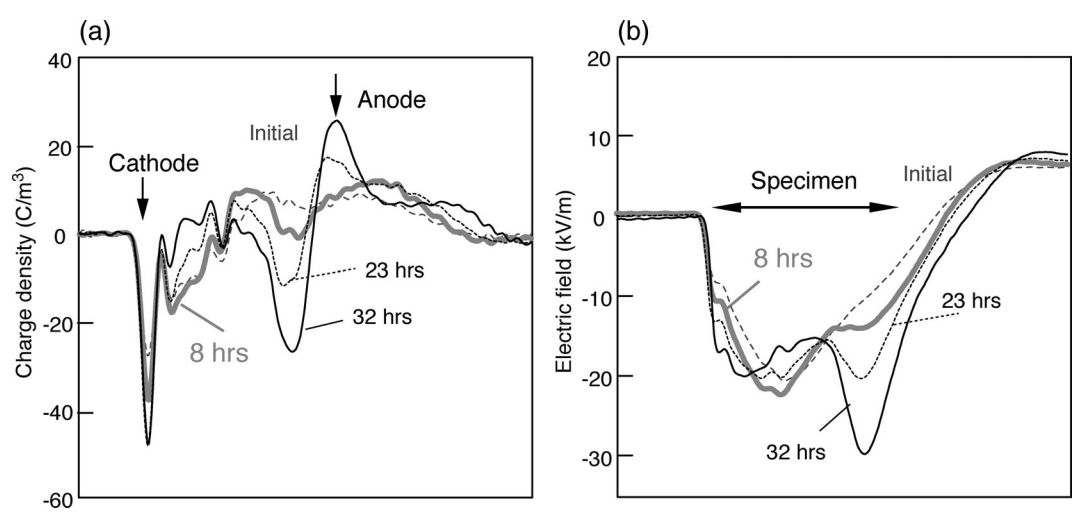 (a)
40
20
0
-20
-40
-60
Charge density (C/m³)
Cathode
Initial
Anode
23 hrs
32 hrs
8 hrs
(b)
20
10
0
-10
-20
-30
Electric field (kV/m)
Specimen
Initial
8 hrs
23 hrs
32 hrs